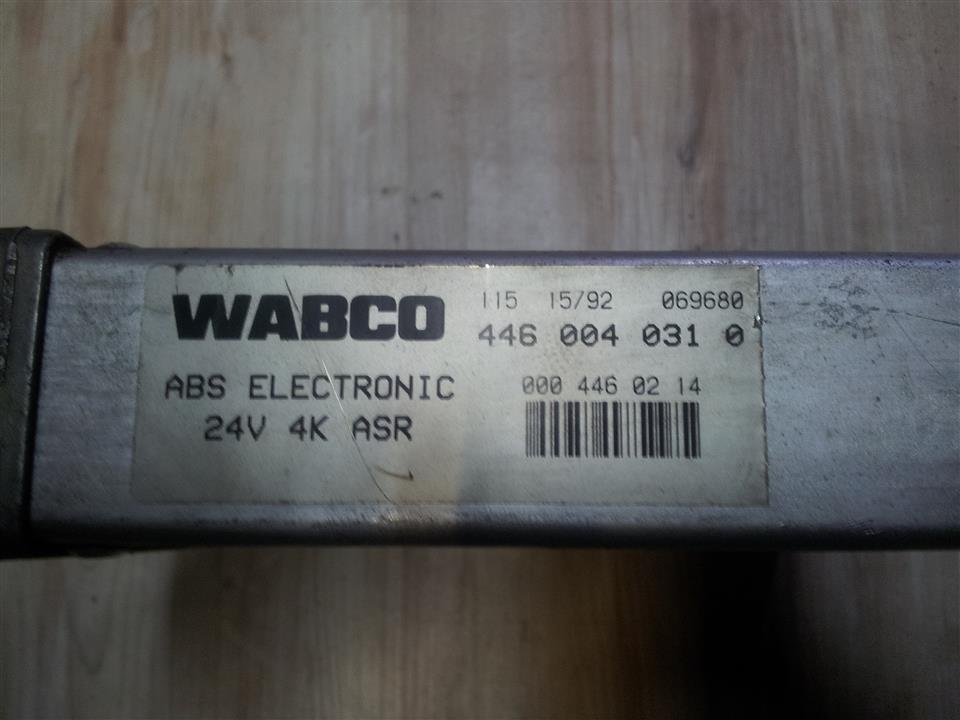 WABCO
ABS ELECTRONIC
24V 4K ASR
115 15/92 069680
446 004 031 0
000 446 02 14